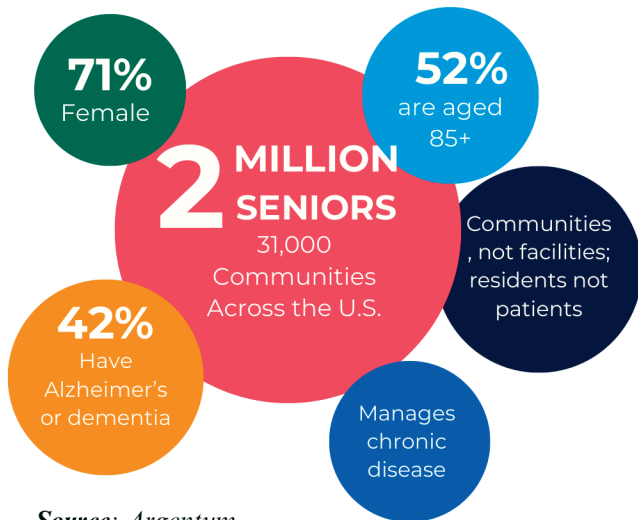 71%
Female
52%
are aged
85+
2 MILLION
SENIORS
31,000
Communities
Across the U.S.
Communities
, not facilities;
residents not
patients
42%
Have
Alzheimer's
or dementia
Manages
chronic
disease
Source: Argentum